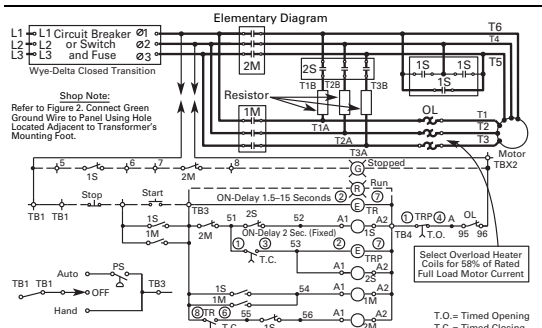 Elementary Diagram
L1 L1 Circuit Breaker Ø1
L2 L2 or Switch Ø2
L3 L3 and Fuse Ø3
Wye-Delta Closed Transition
2M
T6
T4
T5
1S 1S
1S
2S
T1B T2B T3B
Shop Note:
Refer to Figure 2. Connect Green
Ground Wire to Panel Using Hole
Located Adjacent to Transformer's
Mounting Foot.
Resistor
1M
T1A
T2A
T3A
OL
T1
T2
T3
Motor
TBX2
5 1S 6 7 2M 8
G Stopped
R Run
Stop Start
TB1 TB1 TB3
ON-Delay 1.5–15 Seconds 2 E 7
TR
1S
1M
2M 51 2S 52 A1 A2
1S
TB4 1 TRP 4 A OL
T.O. 95 96
ON-Delay 2 Sec. (Fixed)
1 3 53 2 E 7
T.C. TRP
A1 A2
2S
1S 54 A1 A2
1M 1M
8 TR 6 55 1S 56 A1 A2
T.C. 2M
Select Overload Heater
Coils for 58% of Rated
Full Load Motor Current
Auto PS
TB1 TB1 OFF TB3
Hand
T.O.= Timed Opening
T.C.= Timed Closing